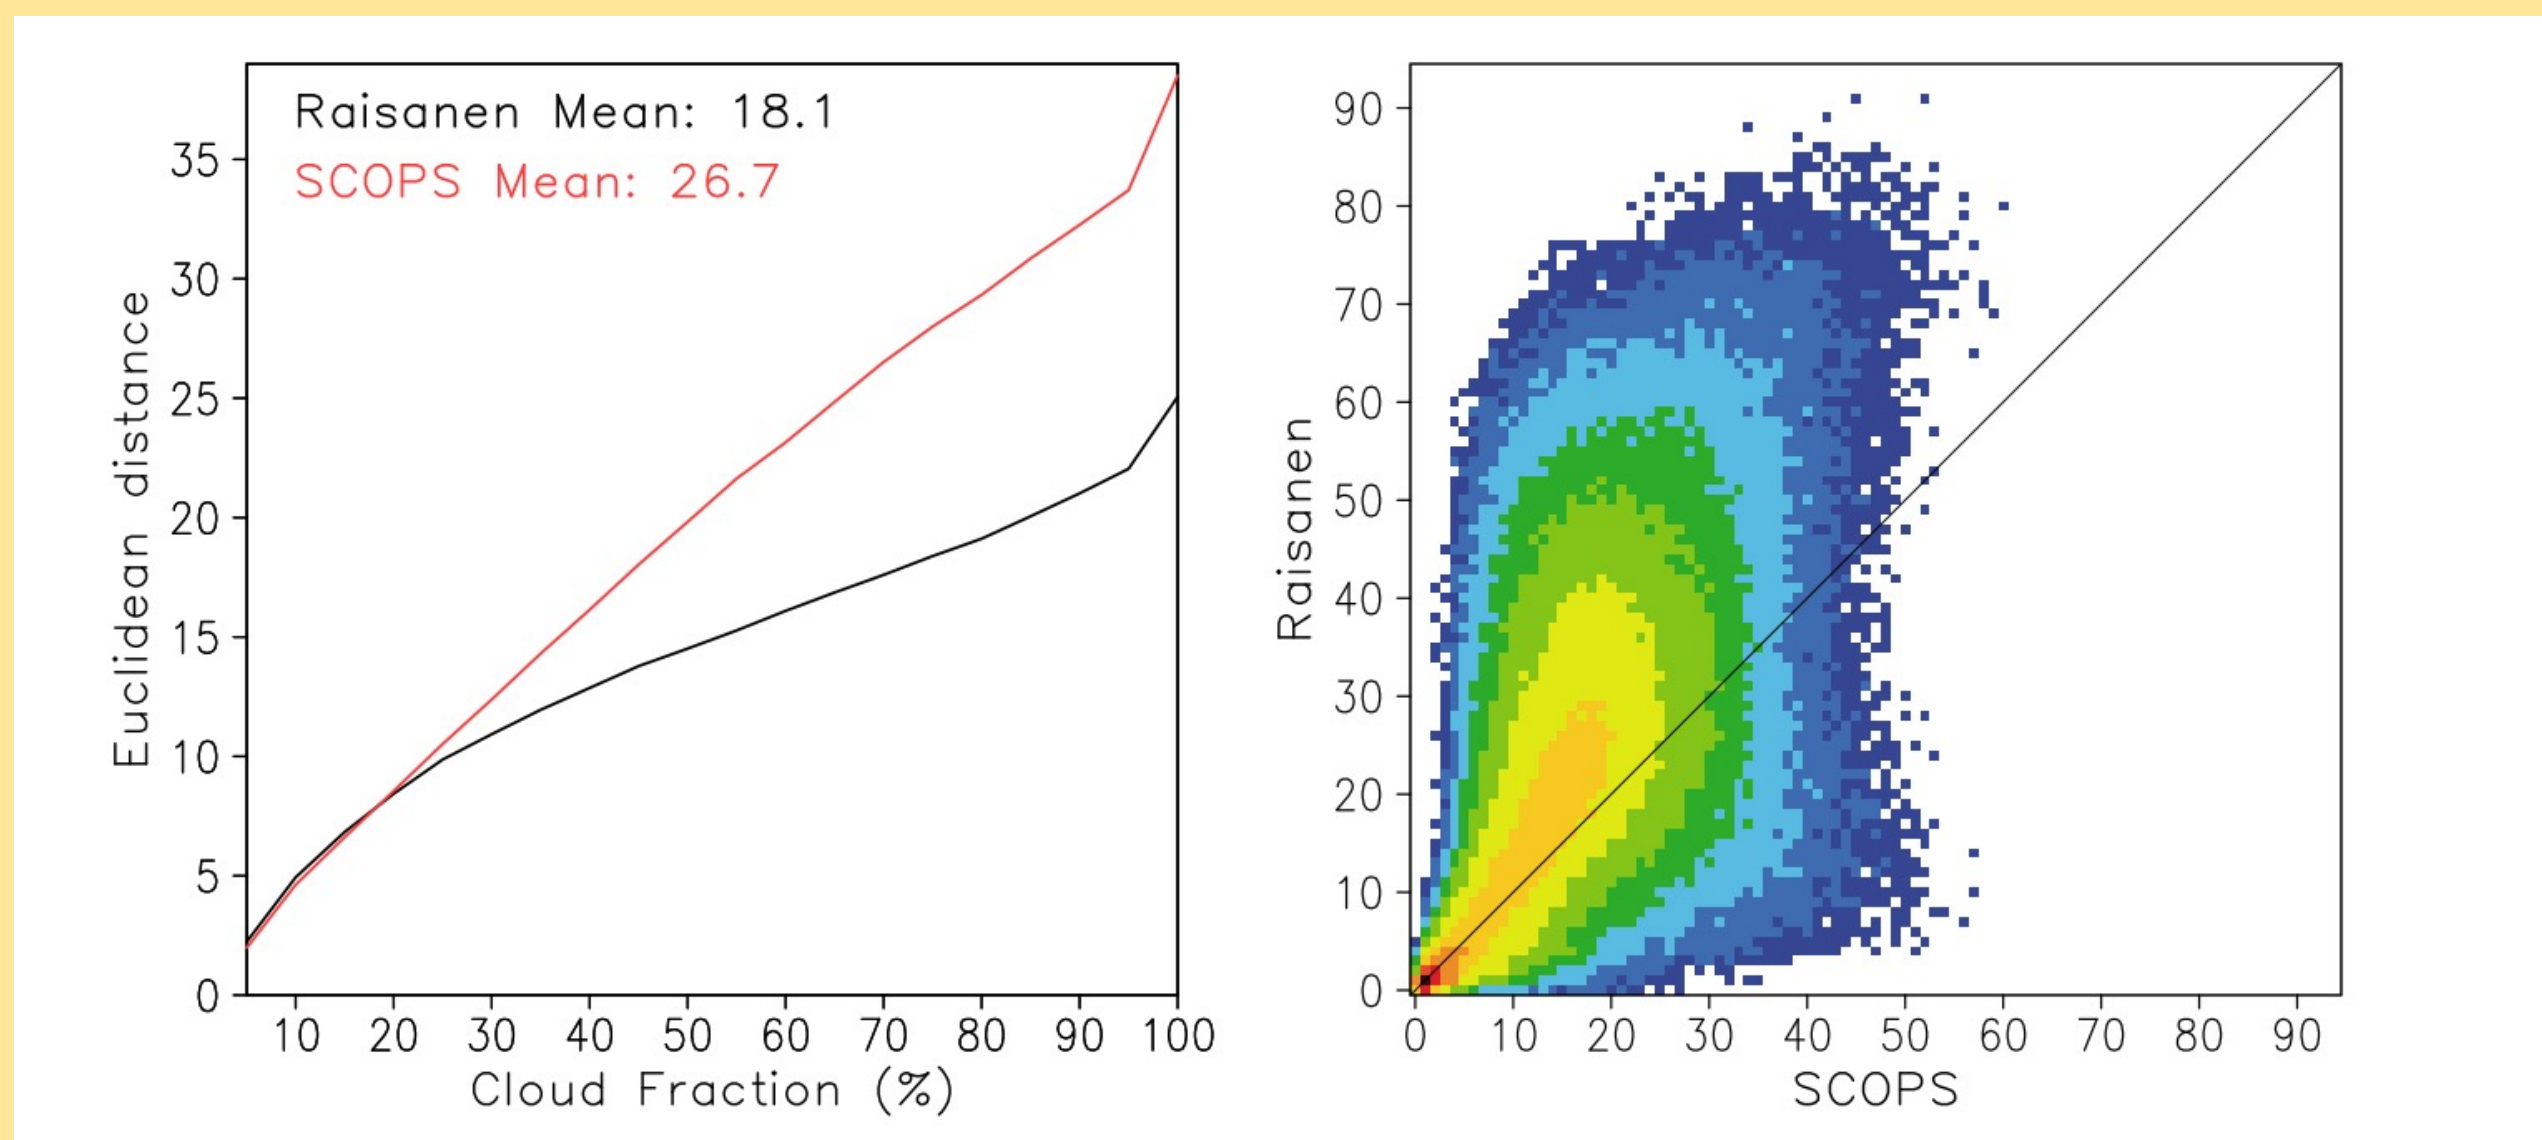 Raisanen Mean: 18.1
SCOPS Mean: 26.7
Euclidean distance
35
30
25
20
15
10
5
0
10 20 30 40 50 60 70 80 90 100
Cloud Fraction (%)
Raisanen
90
80
70
60
50
40
30
20
10
0
0 10 20 30 40 50 60 70 80 90
SCOPS